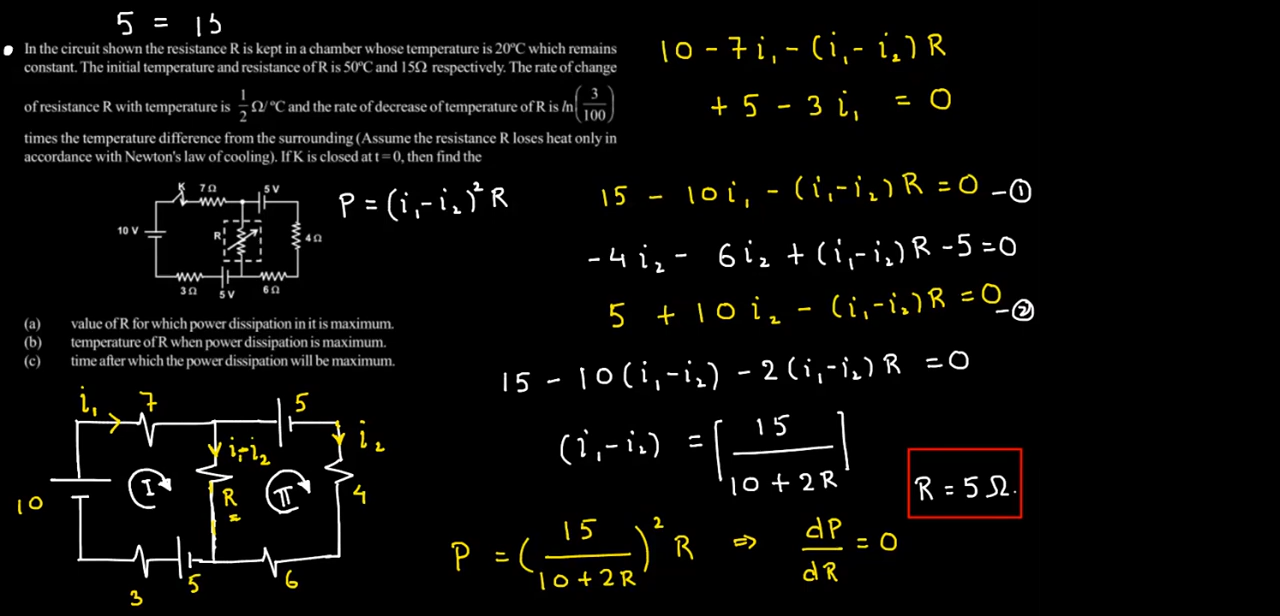 5 = 15
In the circuit shown the resistance R is kept in a chamber whose temperature is 20°C which remains
constant. The initial temperature and resistance of R is 50°C and 15Ω respectively. The rate of change
of resistance R with temperature is 1/2 Ω/°C and the rate of decrease of temperature of R is ln(3/100)
times the temperature difference from the surrounding (Assume the resistance R loses heat only in
accordance with Newton's law of cooling). If K is closed at t = 0, then find the
K 7Ω 5V
10 V R 4Ω
3Ω 5V 6Ω
P = (i₁-i₂)² R
(a) value of R for which power dissipation in it is maximum.
(b) temperature of R when power dissipation is maximum.
(c) time after which the power dissipation will be maximum.
i₁ 7 5
i₁-i₂ i₂
10 I R II 4
3 5 6
10 - 7i₁ - (i₁-i₂) R
+ 5 - 3i₁ = 0
15 - 10i₁ - (i₁-i₂) R = 0 -①
-4i₂ - 6i₂ + (i₁-i₂) R - 5 = 0
5 + 10i₂ - (i₁-i₂) R = 0 -②
15 - 10(i₁-i₂) - 2(i₁-i₂) R = 0
(i₁-i₂) = [15/(10+2R)]
R = 5Ω.
P = (15/(10+2R))² R ⇒ dP/dR = 0